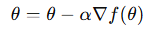 θ = θ − α∇f(θ)